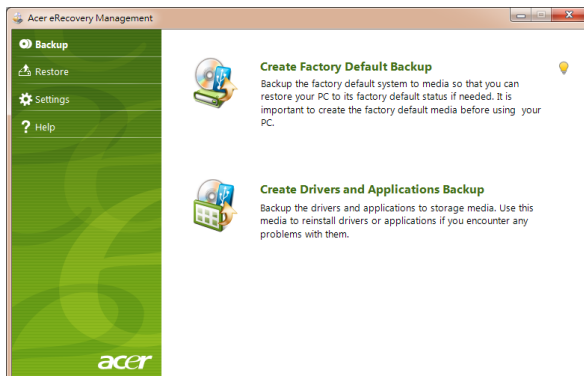 Acer eRecovery Management
Backup
Restore
Settings
Help
Create Factory Default Backup
Backup the factory default system to media so that you can
restore your PC to its factory default status if needed. It is
important to create the factory default media before using your
PC.
Create Drivers and Applications Backup
Backup the drivers and applications to storage media. Use this
media to reinstall drivers or applications if you encounter any
problems with them.
acer